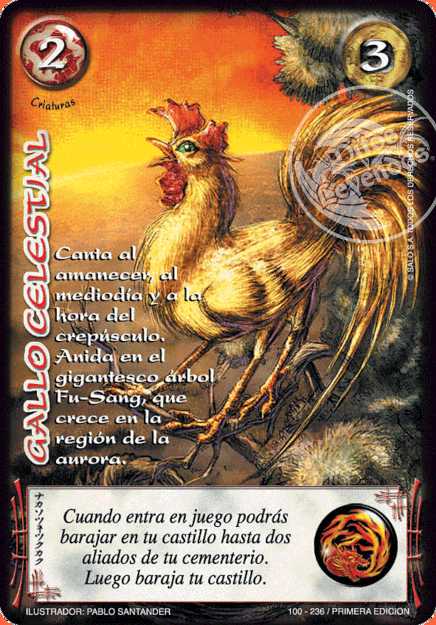 2
3
Criaturas
GALLO CELESTIAL
Mitos y
Leyendas
© SALO S.A. TODOS LOS DERECHOS RESERVADOS
Canta al
amanecer, al
mediodía y a la
hora del
crepúsculo.
Anida en el
gigantesco árbol
Fu-Sang, que
crece en la
región de la
aurora.
Cuando entra en juego podrás
barajar en tu castillo hasta dos
aliados de tu cementerio.
Luego baraja tu castillo.
ILUSTRADOR: PABLO SANTANDER
100 - 236 / PRIMERA EDICION